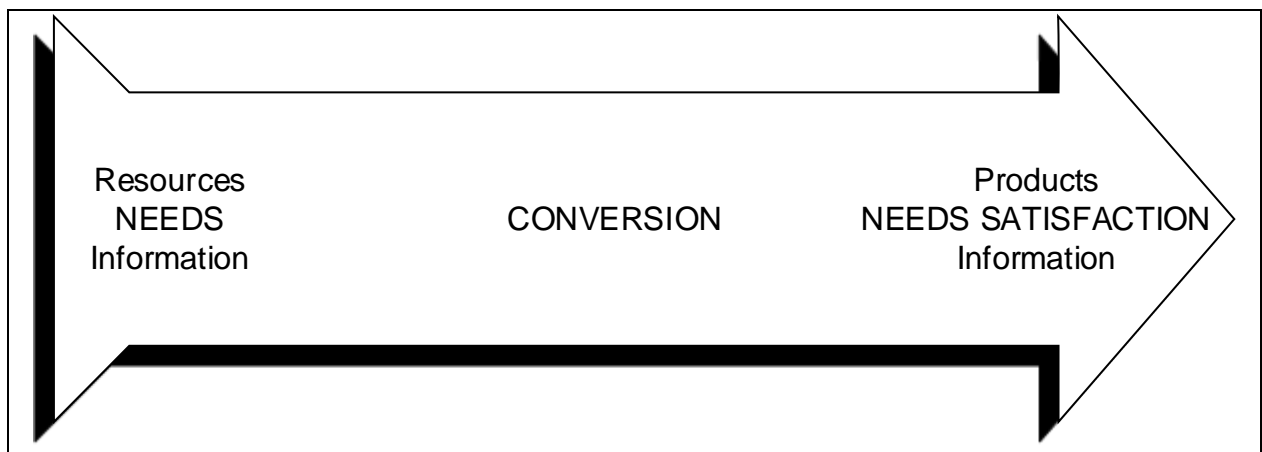 Resources
NEEDS
Information
CONVERSION
Products
NEEDS SATISFACTION
Information